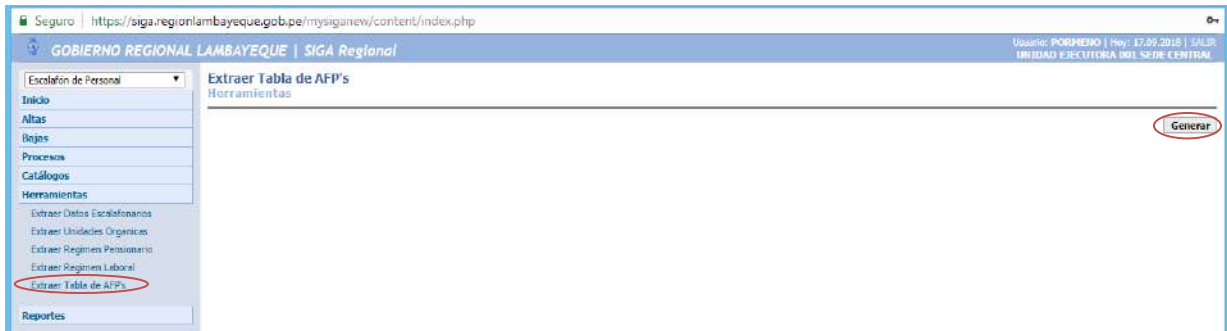 Seguro | https://siga.regionlambayeque.gob.pe/mysiganew/content/index.php
GOBIERNO REGIONAL LAMBAYEQUE | SIGA Regional
Usuario: PORMENO | Hoy: 17.09.2018 | SALIR
UNIDAD EJECUTORA 001 SEDE CENTRAL
Escalafón de Personal
Extraer Tabla de AFP's
Herramientas
Inicio
Altas
Generar
Bajas
Procesos
Catálogos
Herramientas
Extraer Datos Escalafonarios
Extraer Unidades Organicas
Extraer Regimen Pensionario
Extraer Regimen Laboral
Extraer Tabla de AFP's
Reportes